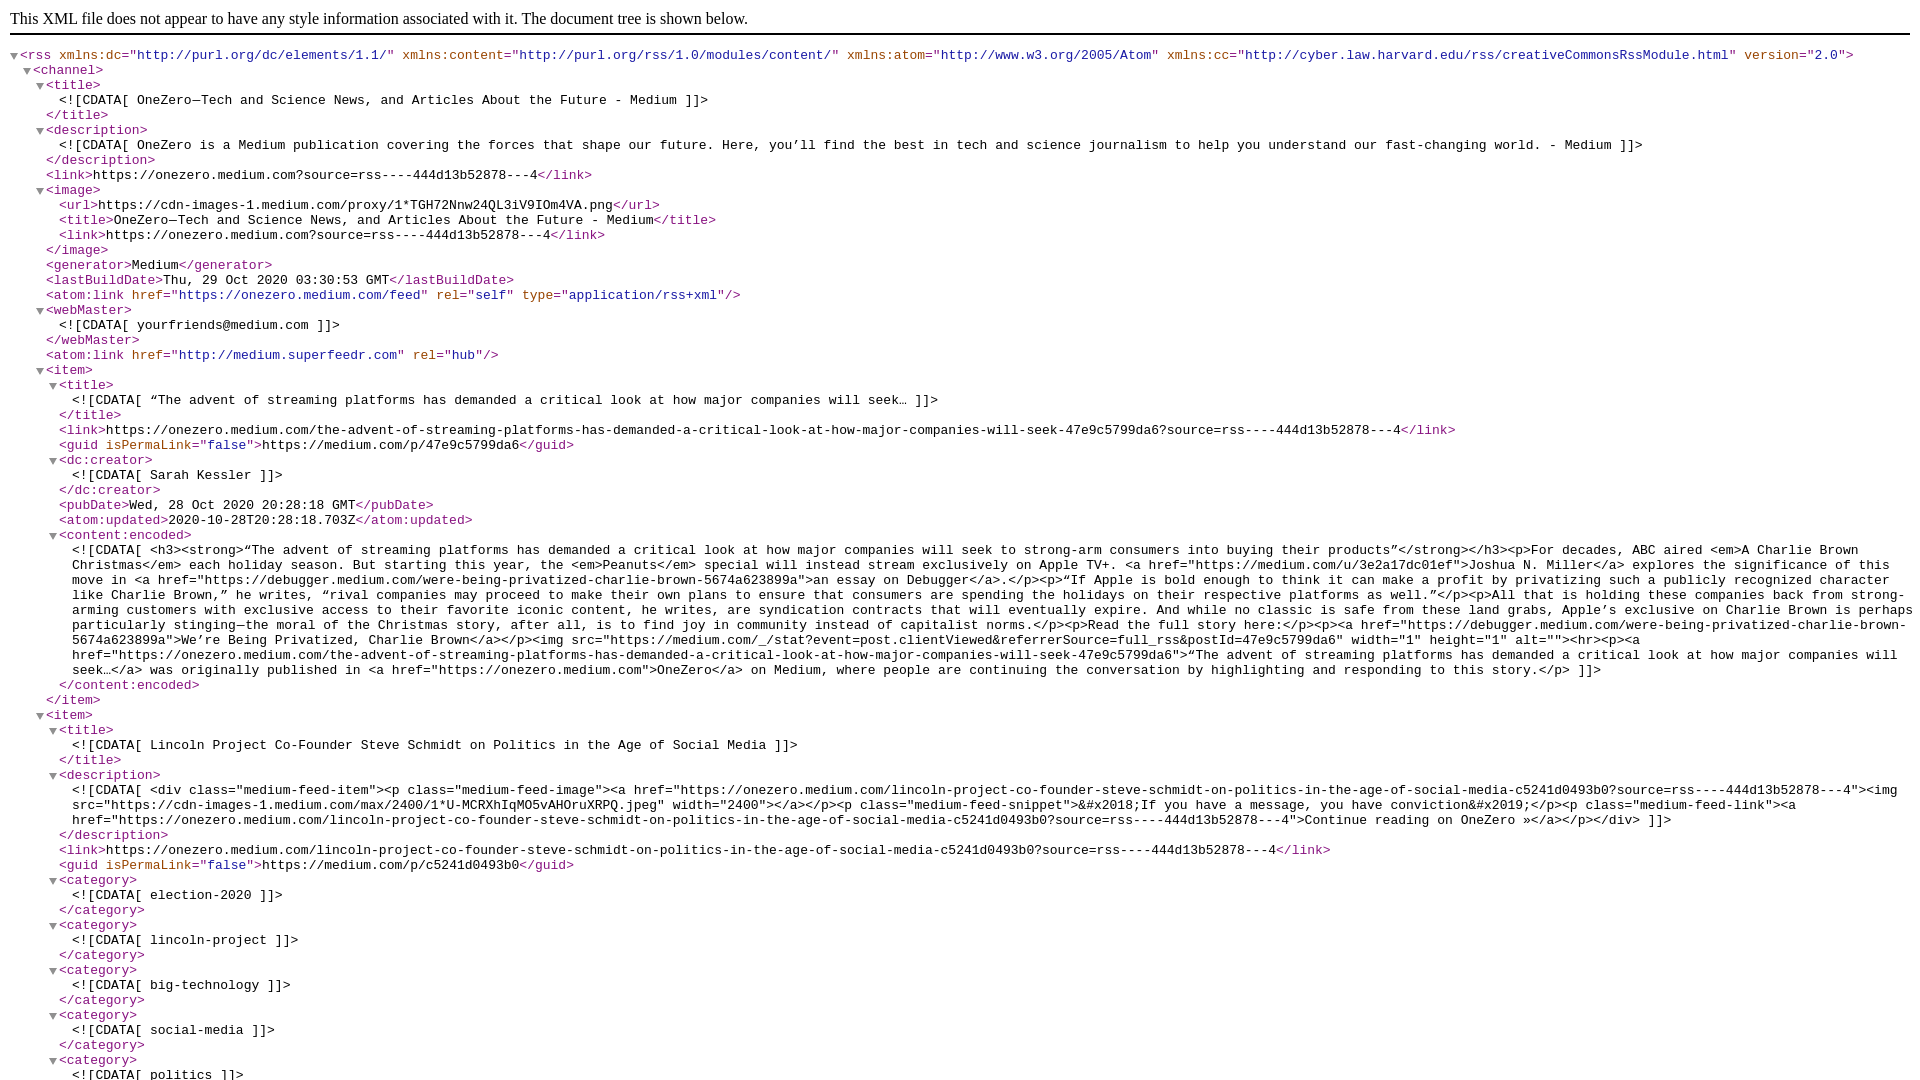 This XML file does not appear to have any style information associated with it. The document tree is shown below.
<rss xmlns:dc="http://purl.org/dc/elements/1.1/" xmlns:content="http://purl.org/rss/1.0/modules/content/" xmlns:atom="http://www.w3.org/2005/Atom" xmlns:cc="http://cyber.law.harvard.edu/rss/creativeCommonsRssModule.html" version="2.0">
<channel>
<title>
<![CDATA[ OneZero—Tech and Science News, and Articles About the Future - Medium ]]>
</title>
<description>
<![CDATA[ OneZero is a Medium publication covering the forces that shape our future. Here, you’ll find the best in tech and science journalism to help you understand our fast-changing world. - Medium ]]>
</description>
<link>https://onezero.medium.com?source=rss----444d13b52878---4</link>
<image>
<url>https://cdn-images-1.medium.com/proxy/1*TGH72Nnw24QL3iV9IOm4VA.png</url>
<title>OneZero—Tech and Science News, and Articles About the Future - Medium</title>
<link>https://onezero.medium.com?source=rss----444d13b52878---4</link>
</image>
<generator>Medium</generator>
<lastBuildDate>Thu, 29 Oct 2020 03:30:53 GMT</lastBuildDate>
<atom:link href="https://onezero.medium.com/feed" rel="self" type="application/rss+xml"/>
<webMaster>
<![CDATA[ yourfriends@medium.com ]]>
</webMaster>
<atom:link href="http://medium.superfeedr.com" rel="hub"/>
<item>
<title>
<![CDATA[ “The advent of streaming platforms has demanded a critical look at how major companies will seek… ]]>
</title>
<link>https://onezero.medium.com/the-advent-of-streaming-platforms-has-demanded-a-critical-look-at-how-major-companies-will-seek-47e9c5799da6?source=rss----444d13b52878---4</link>
<guid isPermaLink="false">https://medium.com/p/47e9c5799da6</guid>
<dc:creator>
<![CDATA[ Sarah Kessler ]]>
</dc:creator>
<pubDate>Wed, 28 Oct 2020 20:28:18 GMT</pubDate>
<atom:updated>2020-10-28T20:28:18.703Z</atom:updated>
<content:encoded>
<![CDATA[ <h3><strong>“The advent of streaming platforms has demanded a critical look at how major companies will seek to strong-arm consumers into buying their products”</strong></h3><p>For decades, ABC aired <em>A Charlie Brown
Christmas</em> each holiday season. But starting this year, the <em>Peanuts</em> special will instead stream exclusively on Apple TV+. <a href="https://medium.com/u/3e2a17dc01ef">Joshua N. Miller</a> explores the significance of this
move in <a href="https://debugger.medium.com/were-being-privatized-charlie-brown-5674a623899a">an essay on Debugger</a>.</p><p>“If Apple is bold enough to think it can make a profit by privatizing such a publicly recognized character
like Charlie Brown,” he writes, “rival companies may proceed to make their own plans to ensure that consumers are spending the holidays on their respective platforms as well.”</p><p>All that is holding these companies back from strong-
arming customers with exclusive access to their favorite iconic content, he writes, are syndication contracts that will eventually expire. And while no classic is safe from these land grabs, Apple’s exclusive on Charlie Brown is perhaps
particularly stinging—the moral of the Christmas story, after all, is to find joy in community instead of capitalist norms.</p><p>Read the full story here:</p><p><a href="https://debugger.medium.com/were-being-privatized-charlie-brown-
5674a623899a">We’re Being Privatized, Charlie Brown</a></p><img src="https://medium.com/_/stat?event=post.clientViewed&referrerSource=full_rss&postId=47e9c5799da6" width="1" height="1" alt=""><hr><p><a
href="https://onezero.medium.com/the-advent-of-streaming-platforms-has-demanded-a-critical-look-at-how-major-companies-will-seek-47e9c5799da6">“The advent of streaming platforms has demanded a critical look at how major companies will
seek…</a> was originally published in <a href="https://onezero.medium.com">OneZero</a> on Medium, where people are continuing the conversation by highlighting and responding to this story.</p> ]]>
</content:encoded>
</item>
<item>
<title>
<![CDATA[ Lincoln Project Co-Founder Steve Schmidt on Politics in the Age of Social Media ]]>
</title>
<description>
<![CDATA[ <div class="medium-feed-item"><p class="medium-feed-image"><a href="https://onezero.medium.com/lincoln-project-co-founder-steve-schmidt-on-politics-in-the-age-of-social-media-c5241d0493b0?source=rss----444d13b52878---4"><img
src="https://cdn-images-1.medium.com/max/2400/1*U-MCRXhIqMO5vAHOruXRPQ.jpeg" width="2400"></a></p><p class="medium-feed-snippet">&#x2018;If you have a message, you have conviction&#x2019;</p><p class="medium-feed-link"><a
href="https://onezero.medium.com/lincoln-project-co-founder-steve-schmidt-on-politics-in-the-age-of-social-media-c5241d0493b0?source=rss----444d13b52878---4">Continue reading on OneZero »</a></p></div> ]]>
</description>
<link>https://onezero.medium.com/lincoln-project-co-founder-steve-schmidt-on-politics-in-the-age-of-social-media-c5241d0493b0?source=rss----444d13b52878---4</link>
<guid isPermaLink="false">https://medium.com/p/c5241d0493b0</guid>
<category>
<![CDATA[ election-2020 ]]>
</category>
<category>
<![CDATA[ lincoln-project ]]>
</category>
<category>
<![CDATA[ big-technology ]]>
</category>
<category>
<![CDATA[ social-media ]]>
</category>
<category>
<![CDATA[ politics ]]>